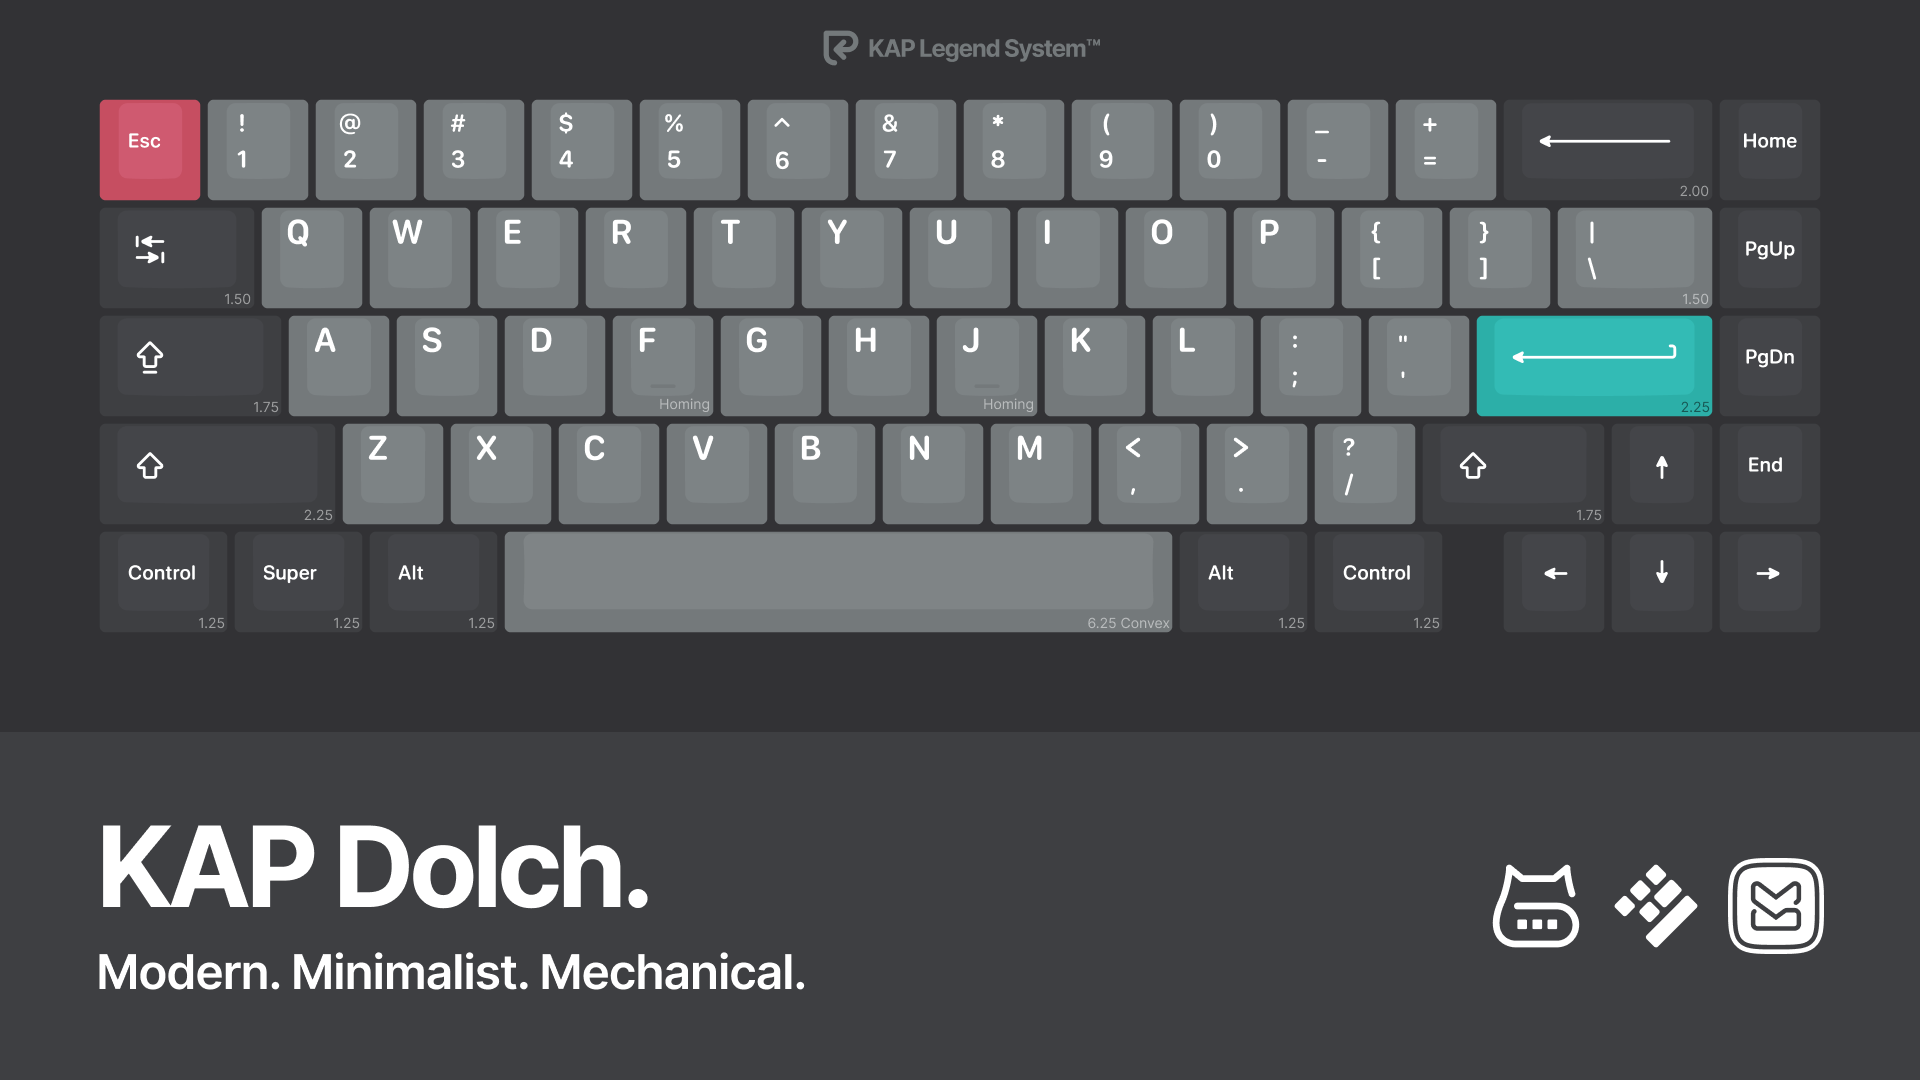 KAP Legend System™
Esc ! 1 @ 2 # 3 $ 4 % 5 ^ 6 & 7 * 8 ( 9 ) 0 _ - + = 2.00 Home
1.50 Q W E R T Y U I O P { [ } ] | \ 1.50 PgUp
1.75 A S D F Homing G H J Homing K L : ; " ' 2.25 PgDn
2.25 Z X C V B N M < , > . ? / 1.75 End
Control 1.25 Super 1.25 Alt 1.25 6.25 Convex Alt 1.25 Control 1.25
KAP Dolch.
Modern. Minimalist. Mechanical.